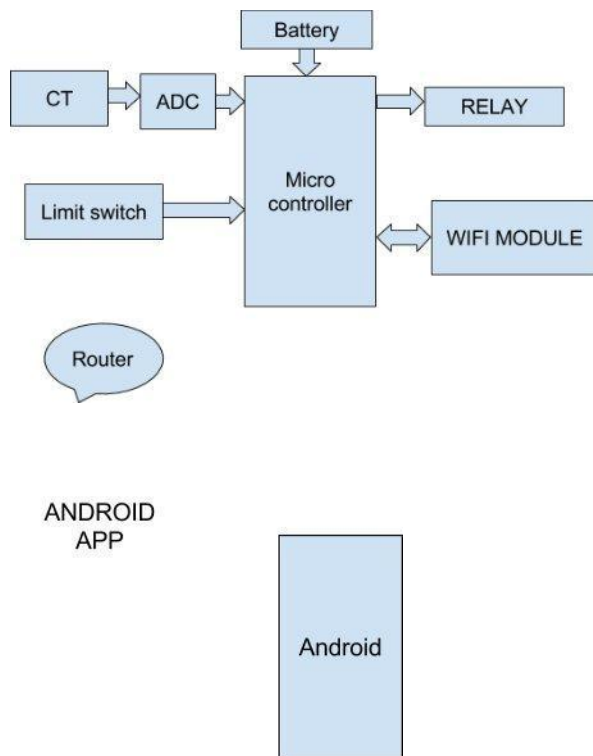 Battery
CT
ADC
RELAY
Micro
controller
Limit switch
WIFI MODULE
Router
ANDROID
APP
Android